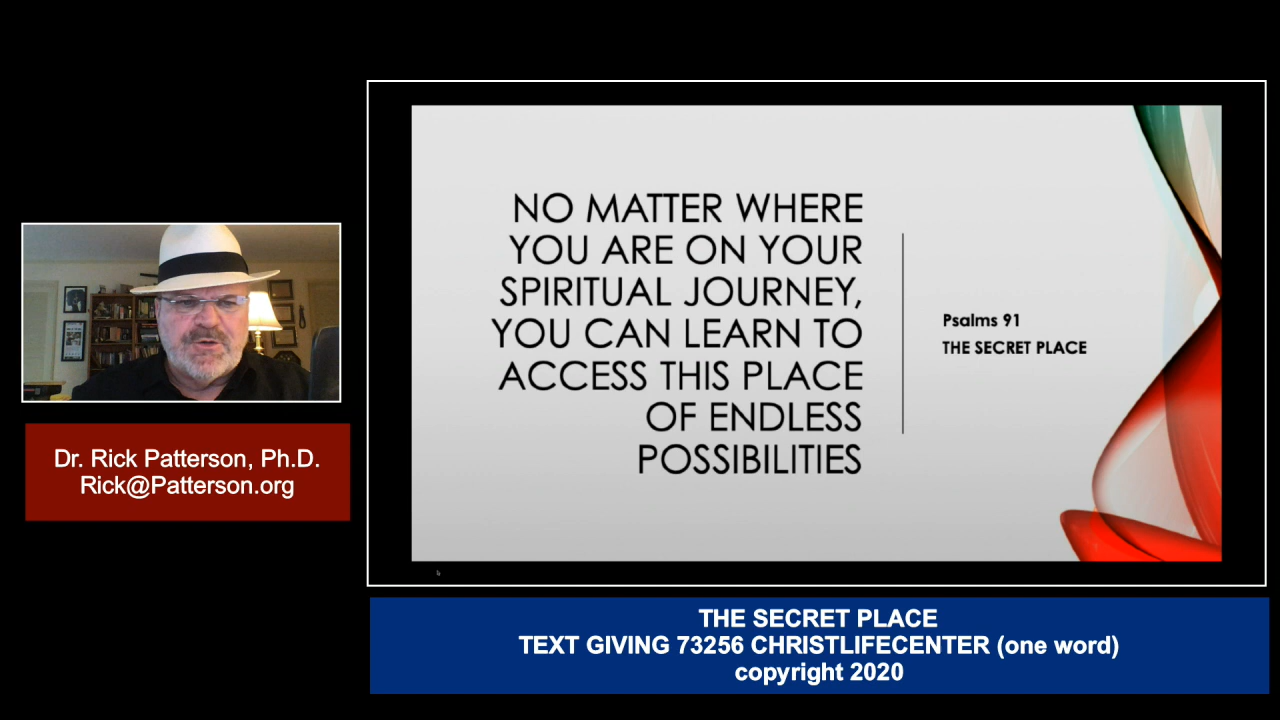 NO MATTER WHERE
YOU ARE ON YOUR
SPIRITUAL JOURNEY,
YOU CAN LEARN TO
ACCESS THIS PLACE
OF ENDLESS
POSSIBILITIES
Psalms 91
THE SECRET PLACE
Dr. Rick Patterson, Ph.D.
Rick@Patterson.org
THE SECRET PLACE
TEXT GIVING 73256 CHRISTLIFECENTER (one word)
copyright 2020